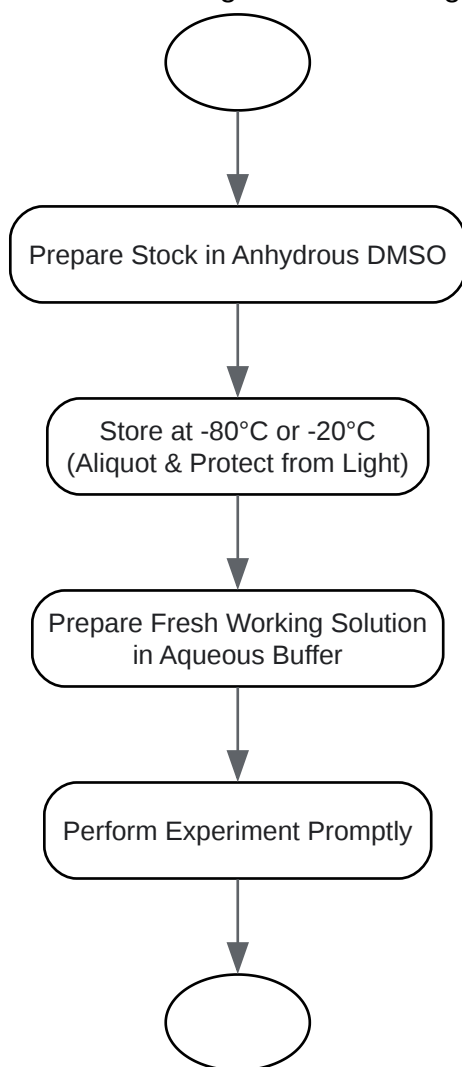 Prepare Stock in Anhydrous DMSO
Store at -80°C or -20°C
(Aliquot & Protect from Light)
Prepare Fresh Working Solution
in Aqueous Buffer
Perform Experiment Promptly